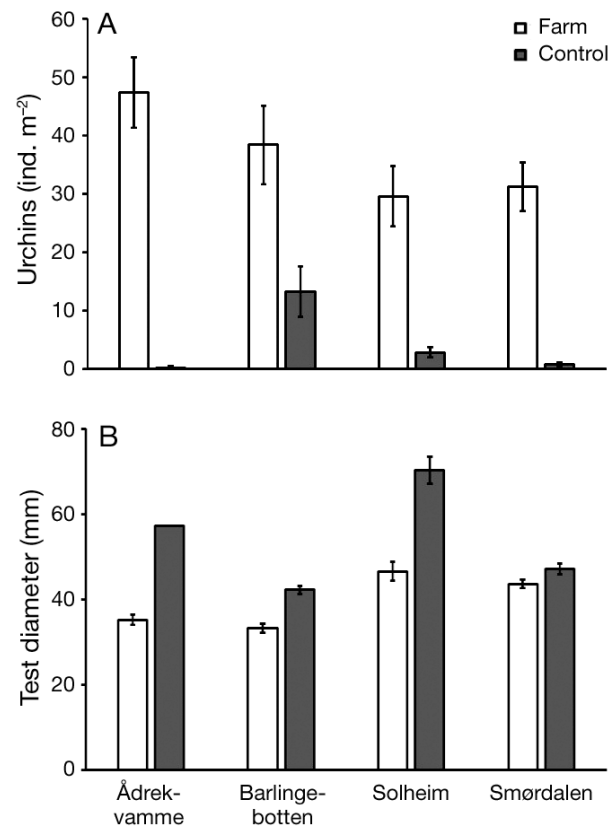 A
Farm
Control
Urchins (ind. m⁻²)
60
50
40
30
20
10
0
B
Test diameter (mm)
80
60
40
20
0
Ådrek-
vamme
Barlinge-
botten
Solheim
Smørdalen